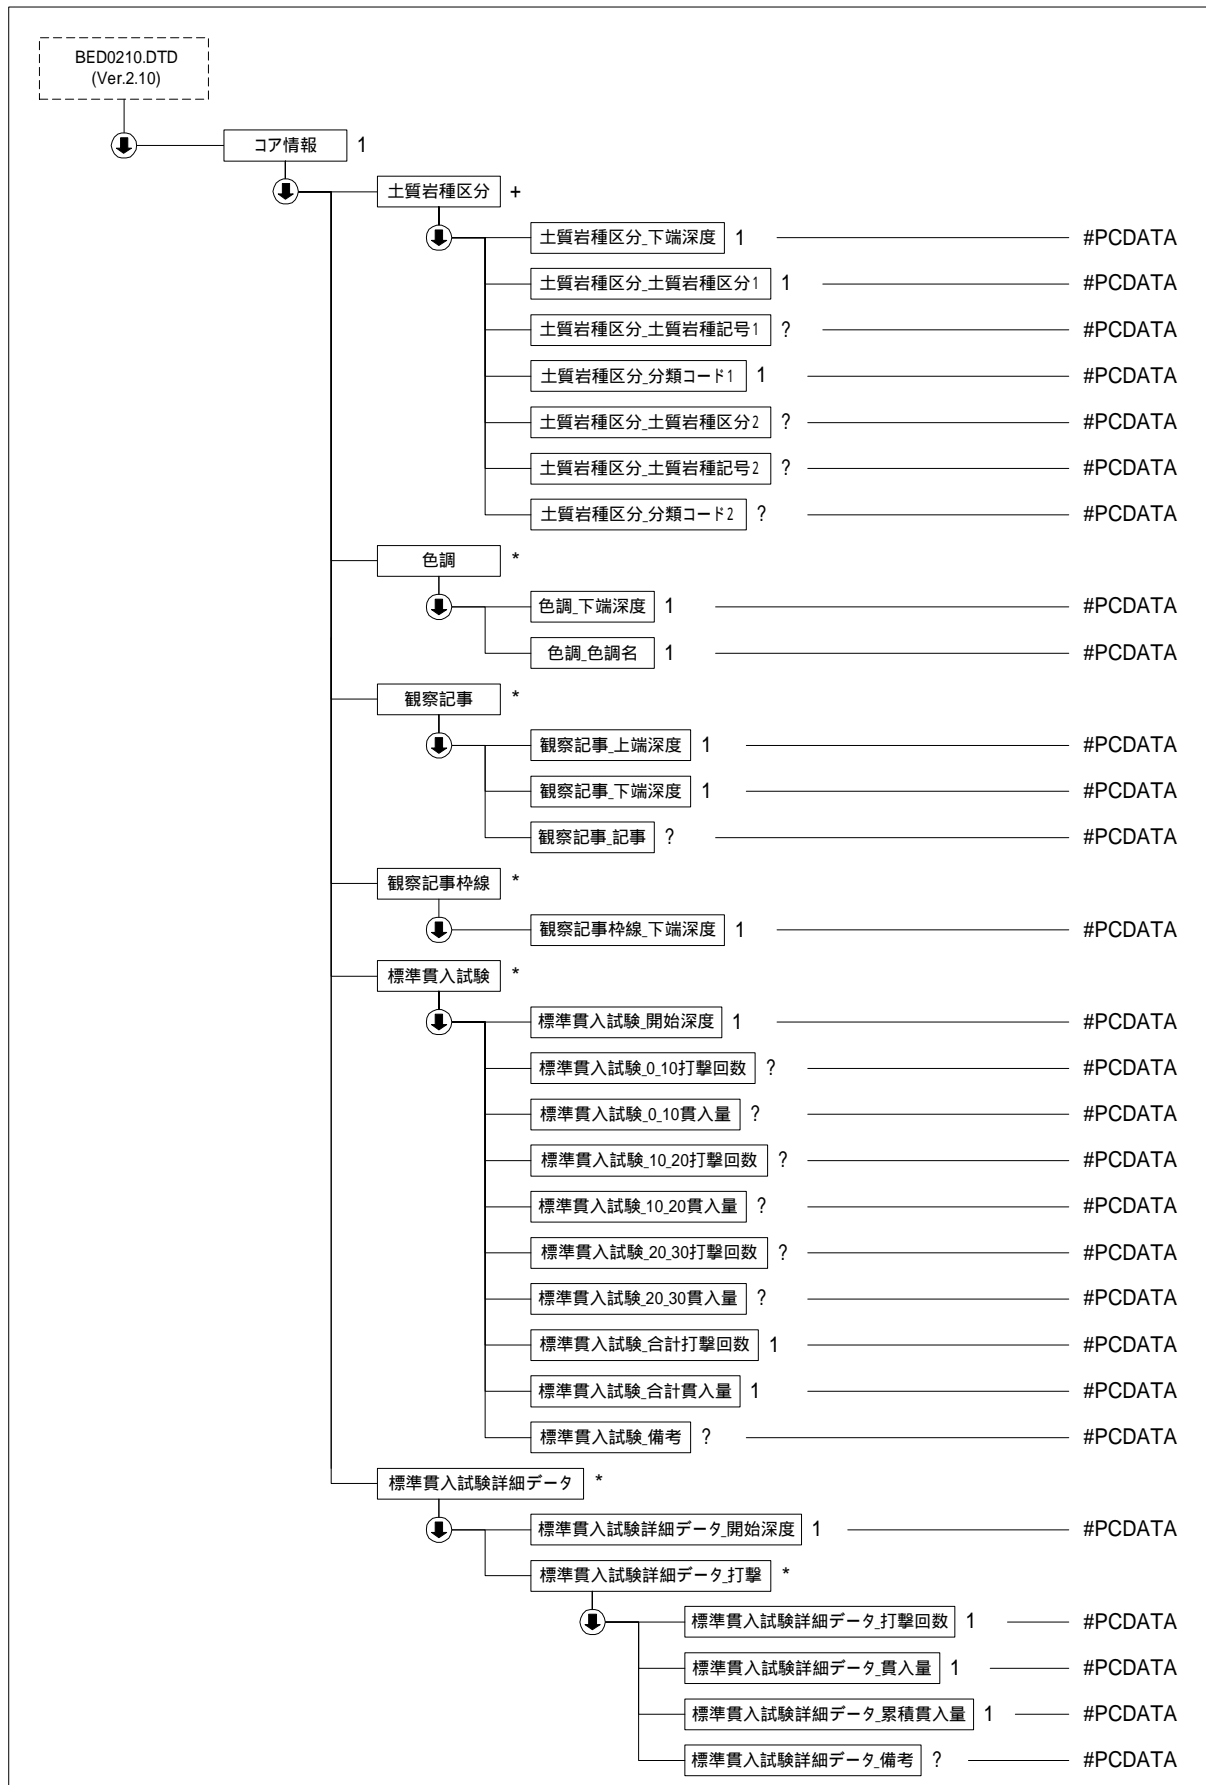 BED0210.DTD
(Ver.2.10)
コア情報 1
土質岩種区分 +
土質岩種区分_下端深度 1 #PCDATA
土質岩種区分_土質岩種区分1 1 #PCDATA
土質岩種区分_土質岩種記号1 ? #PCDATA
土質岩種区分_分類コード1 1 #PCDATA
土質岩種区分_土質岩種区分2 ? #PCDATA
土質岩種区分_土質岩種記号2 ? #PCDATA
土質岩種区分_分類コード2 ? #PCDATA
色調 *
色調_下端深度 1 #PCDATA
色調_色調名 1 #PCDATA
観察記事 *
観察記事_上端深度 1 #PCDATA
観察記事_下端深度 1 #PCDATA
観察記事_記事 ? #PCDATA
観察記事枠線 *
観察記事枠線_下端深度 1 #PCDATA
標準貫入試験 *
標準貫入試験_開始深度 1 #PCDATA
標準貫入試験_0_10打撃回数 ? #PCDATA
標準貫入試験_0_10貫入量 ? #PCDATA
標準貫入試験_10_20打撃回数 ? #PCDATA
標準貫入試験_10_20貫入量 ? #PCDATA
標準貫入試験_20_30打撃回数 ? #PCDATA
標準貫入試験_20_30貫入量 ? #PCDATA
標準貫入試験_合計打撃回数 1 #PCDATA
標準貫入試験_合計貫入量 1 #PCDATA
標準貫入試験_備考 ? #PCDATA
標準貫入試験詳細データ *
標準貫入試験詳細データ_開始深度 1 #PCDATA
標準貫入試験詳細データ_打撃 *
標準貫入試験詳細データ_打撃回数 1 #PCDATA
標準貫入試験詳細データ_貫入量 1 #PCDATA
標準貫入試験詳細データ_累積貫入量 1 #PCDATA
標準貫入試験詳細データ_備考 ? #PCDATA